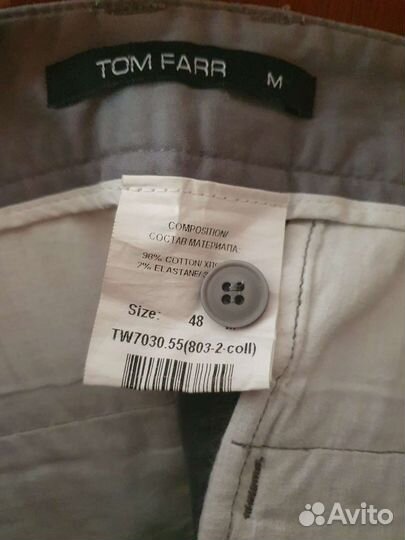 TOM FARR M
COMPOSITION/
СОСТАВ МАТЕРИАЛА:
98% COTTON/
2% ELASTANE/
Size: 48
TW7030.55(803-2-coll)
Avito